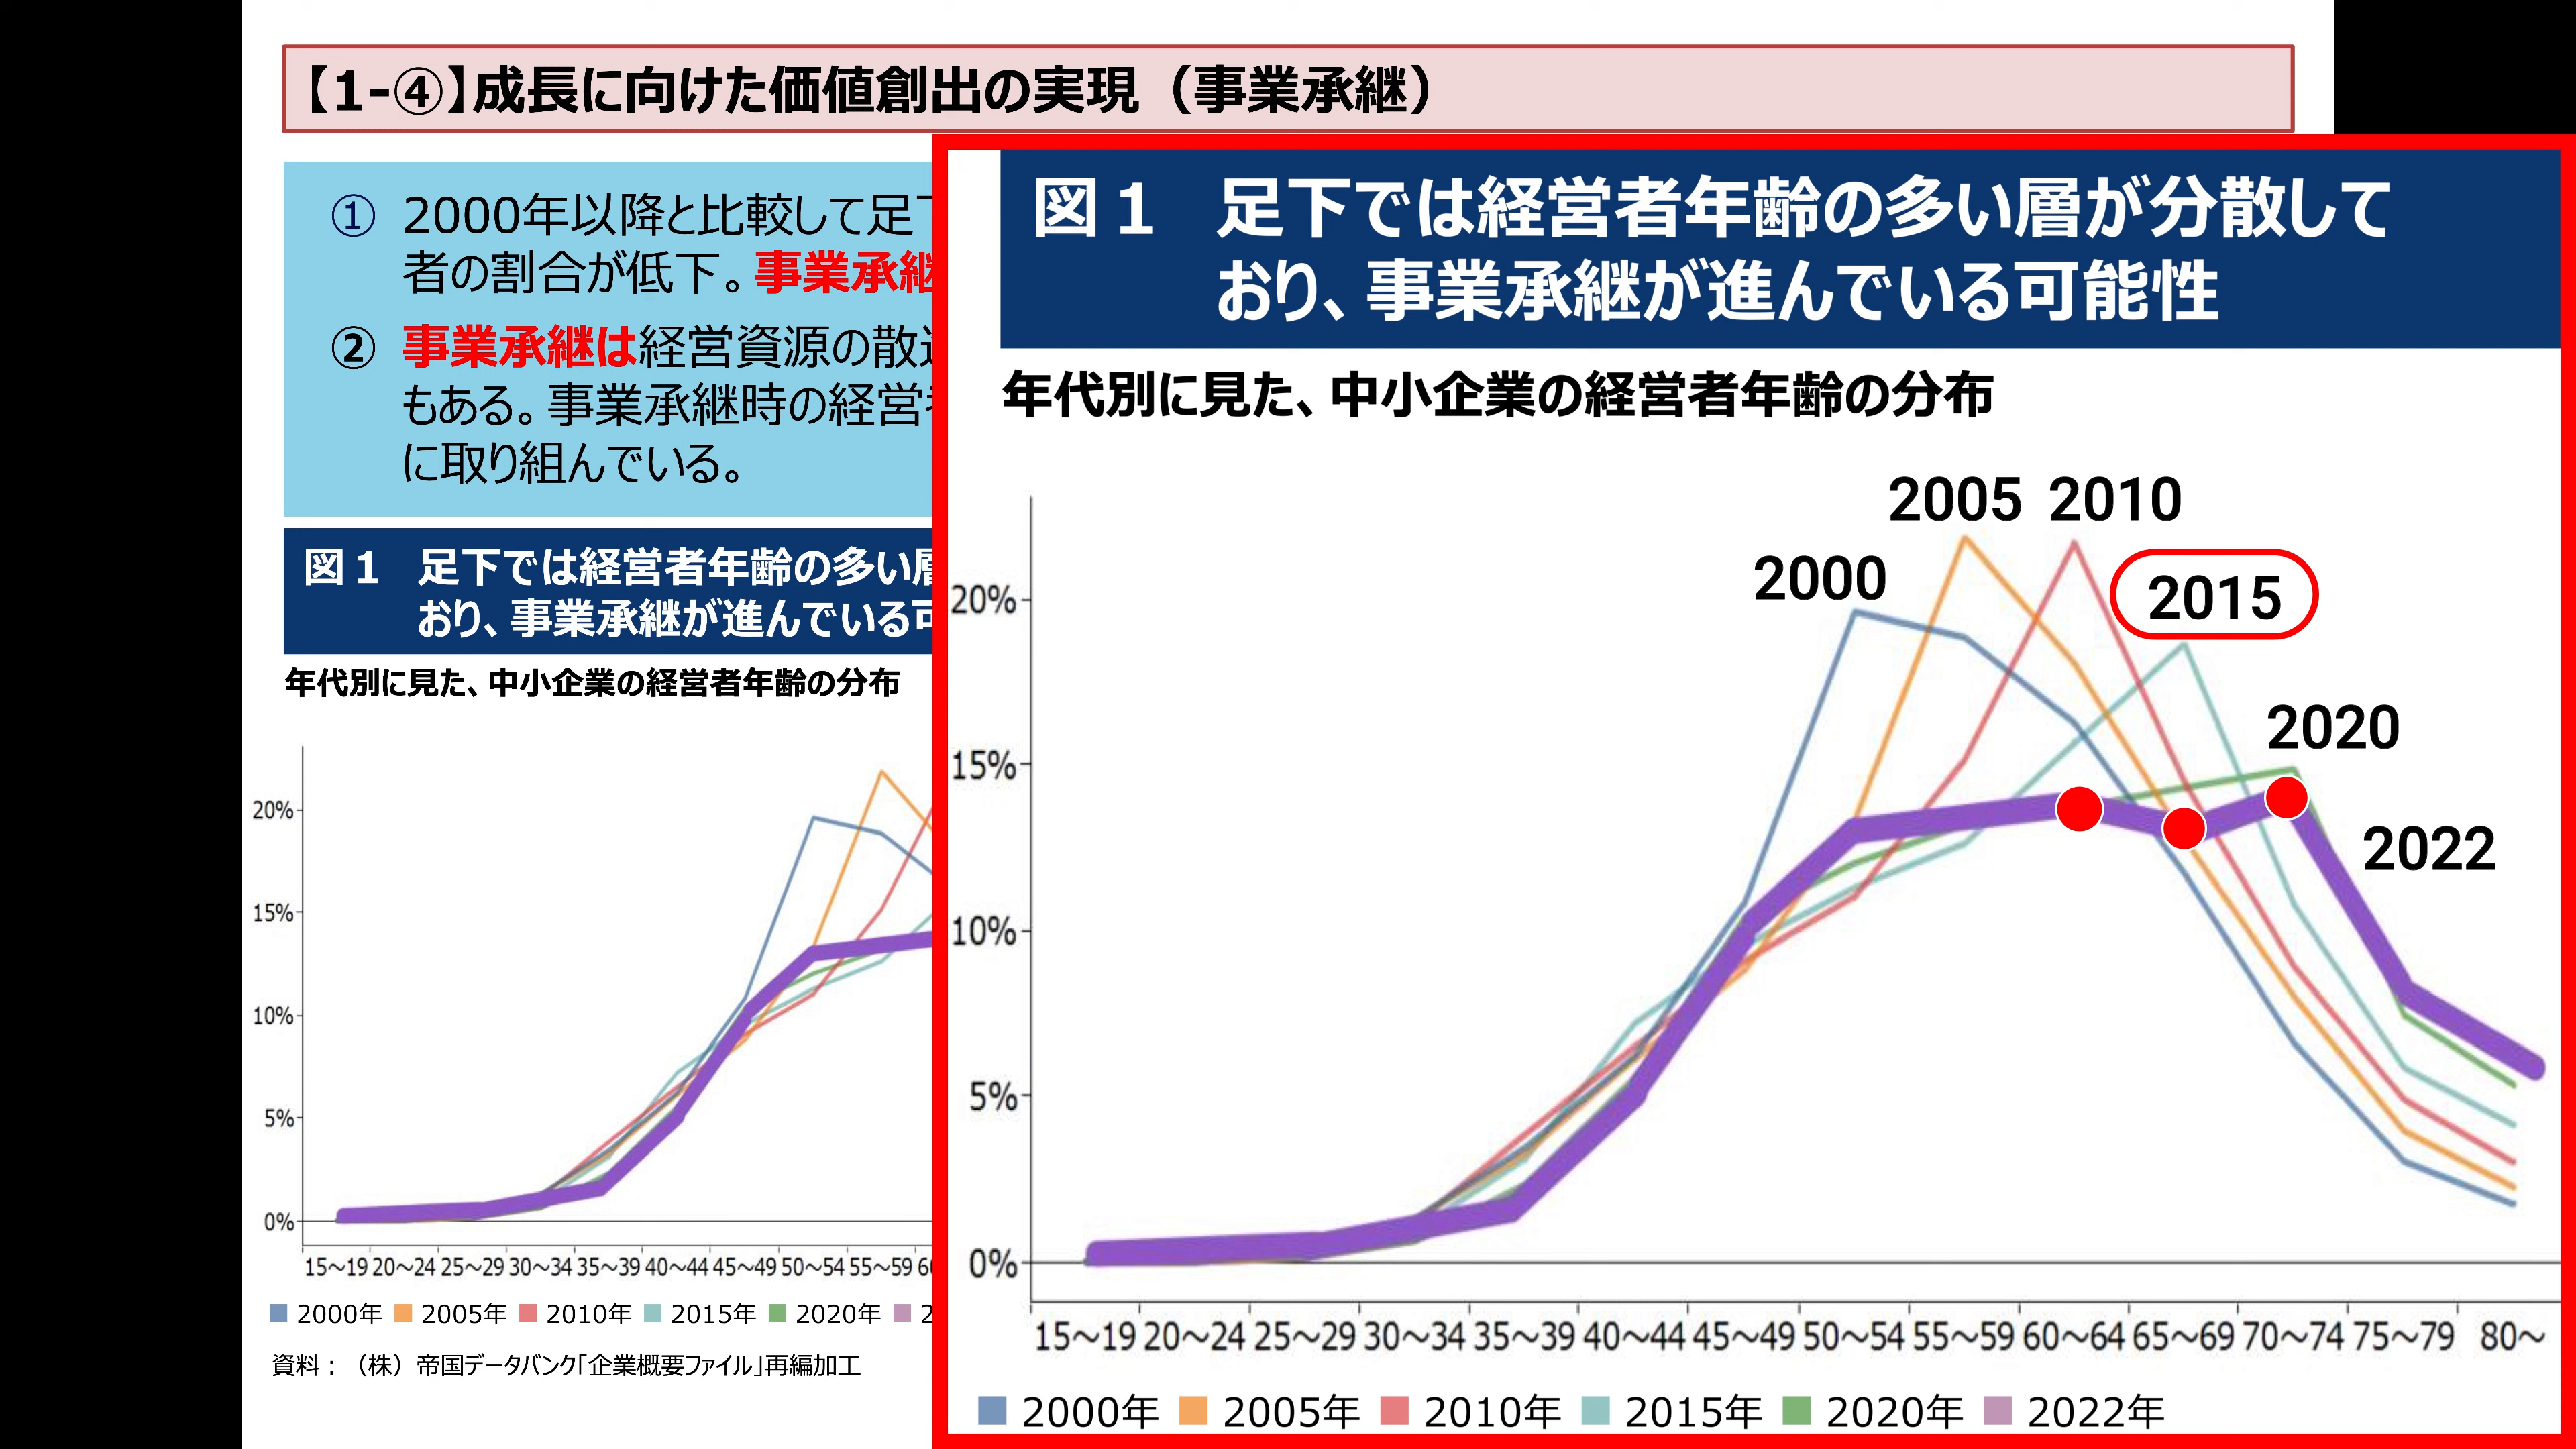 【1-④】成長に向けた価値創出の実現（事業承継）
① 2000年以降と比較して足
者の割合が低下。事業承継
② 事業承継は経営資源の散
もある。事業承継時の経営
に取り組んでいる。
図1 足下では経営者年齢の多い
おり、事業承継が進んでいる
年代別に見た、中小企業の経営者年齢の分布
20%
15%
10%
5%
0%
15～19 20～24 25～29 30～34 35～39 40～44 45～49 50～54 55～59 6
2000年 2005年 2010年 2015年 2020年 2
資料：（株）帝国データバンク「企業概要ファイル」再編加工
図1 足下では経営者年齢の多い層が分散して
おり、事業承継が進んでいる可能性
年代別に見た、中小企業の経営者年齢の分布
2005 2010
2000
2015
2020
2022
20%
15%
10%
5%
0%
15～19 20～24 25～29 30～34 35～39 40～44 45～49 50～54 55～59 60～64 65～69 70～74 75～79 80～
2000年 2005年 2010年 2015年 2020年 2022年